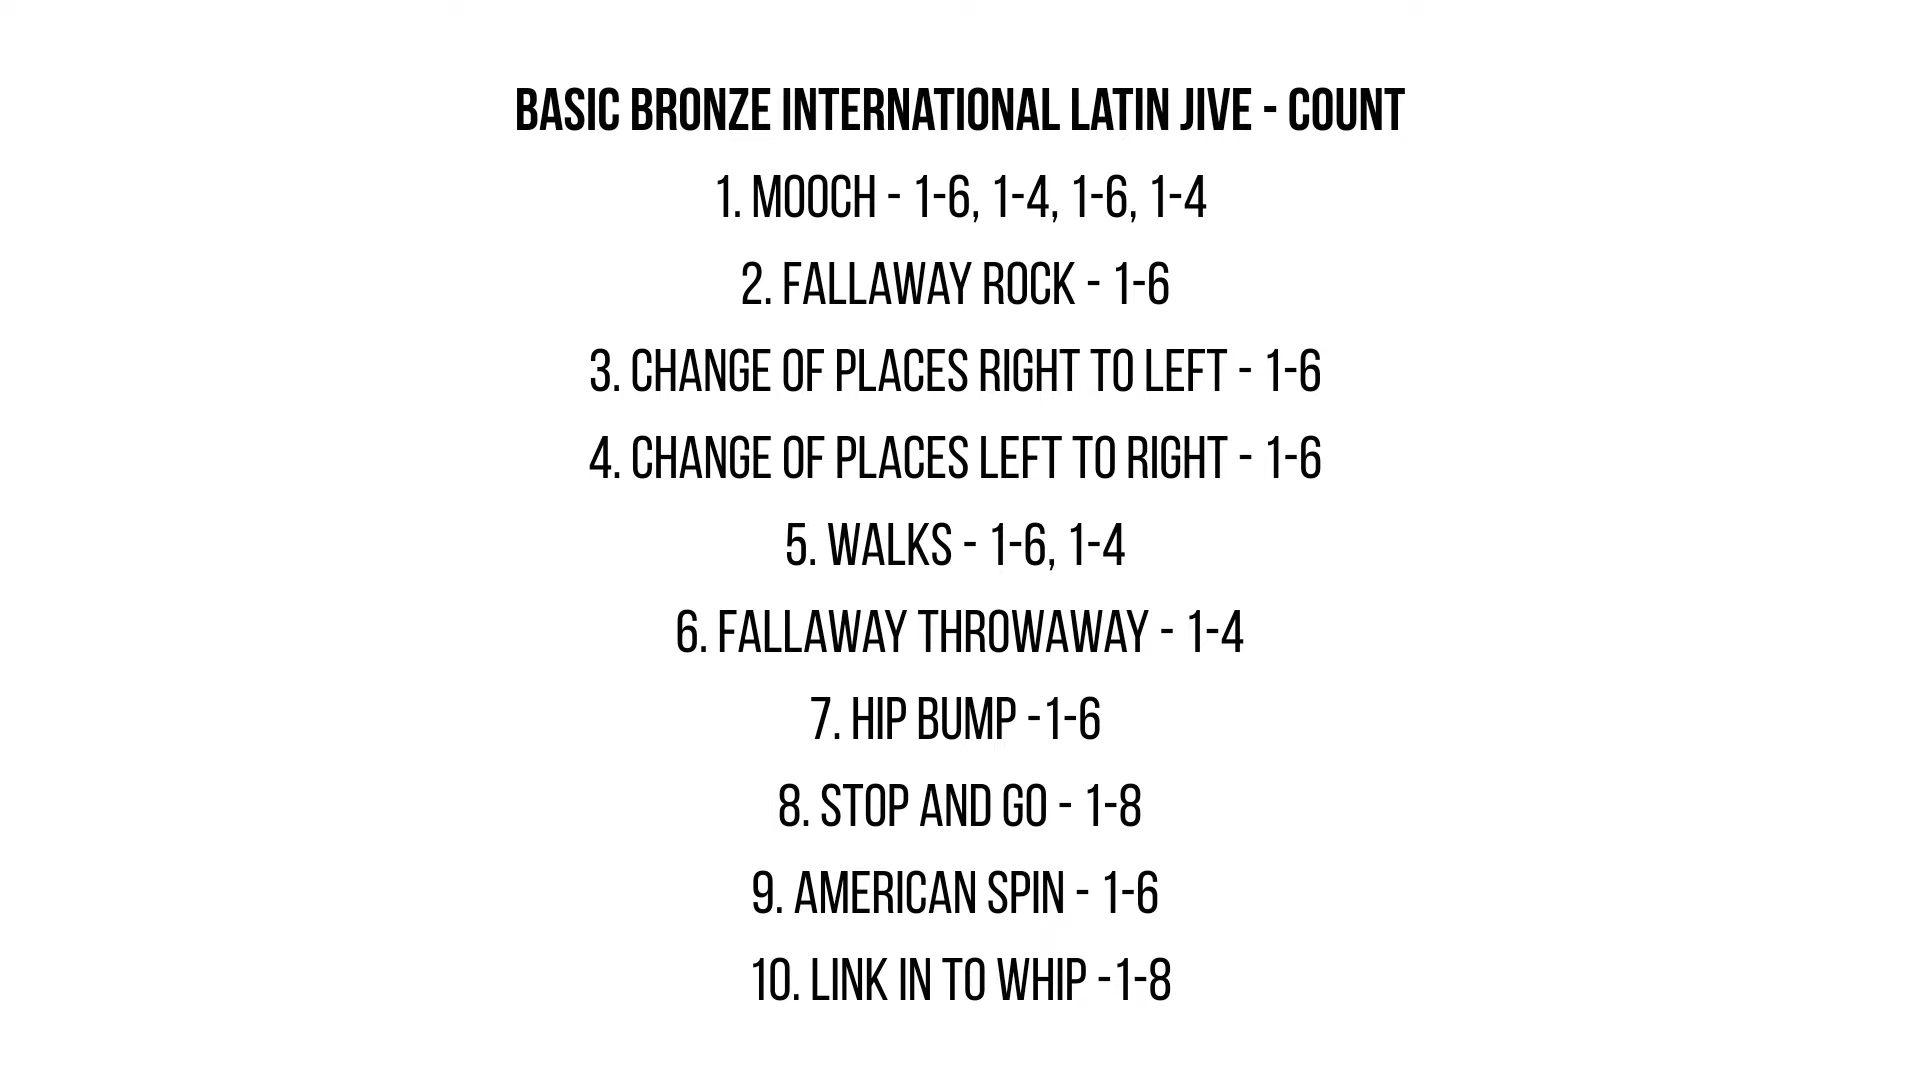 BASIC BRONZE INTERNATIONAL LATIN JIVE - COUNT
1. MOOCH - 1-6, 1-4, 1-6, 1-4
2. FALLAWAY ROCK - 1-6
3. CHANGE OF PLACES RIGHT TO LEFT - 1-6
4. CHANGE OF PLACES LEFT TO RIGHT - 1-6
5. WALKS - 1-6, 1-4
6. FALLAWAY THROWAWAY - 1-4
7. HIP BUMP -1-6
8. STOP AND GO - 1-8
9. AMERICAN SPIN - 1-6
10. LINK IN TO WHIP -1-8